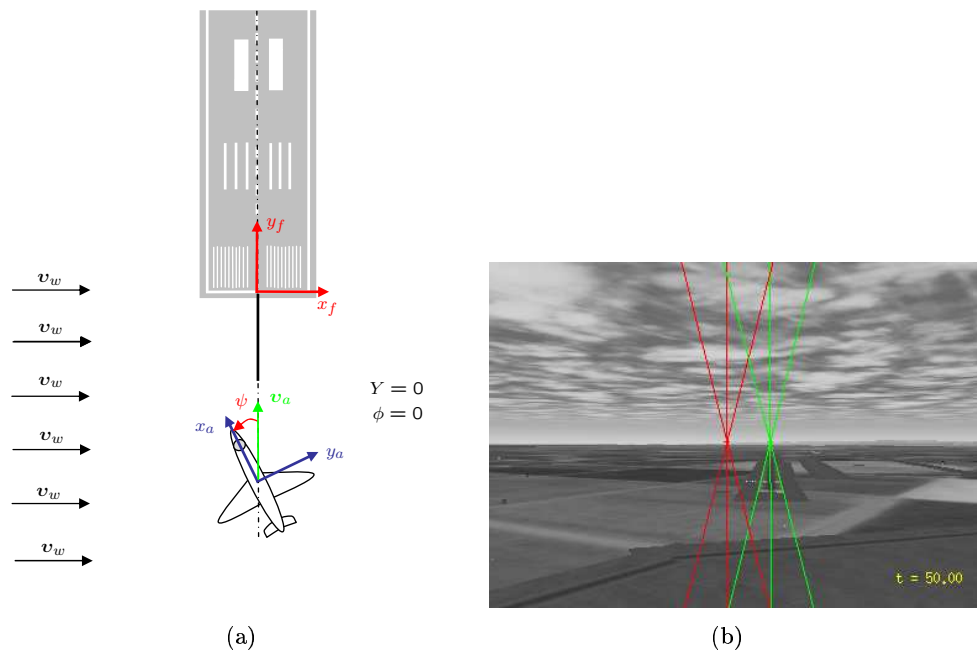 y_f
x_f
v_w
v_w
v_w
v_w
v_w
v_w
Y = 0
ϕ = 0
ψ
v_a
x_a
y_a
t = 50.00
(a)
(b)